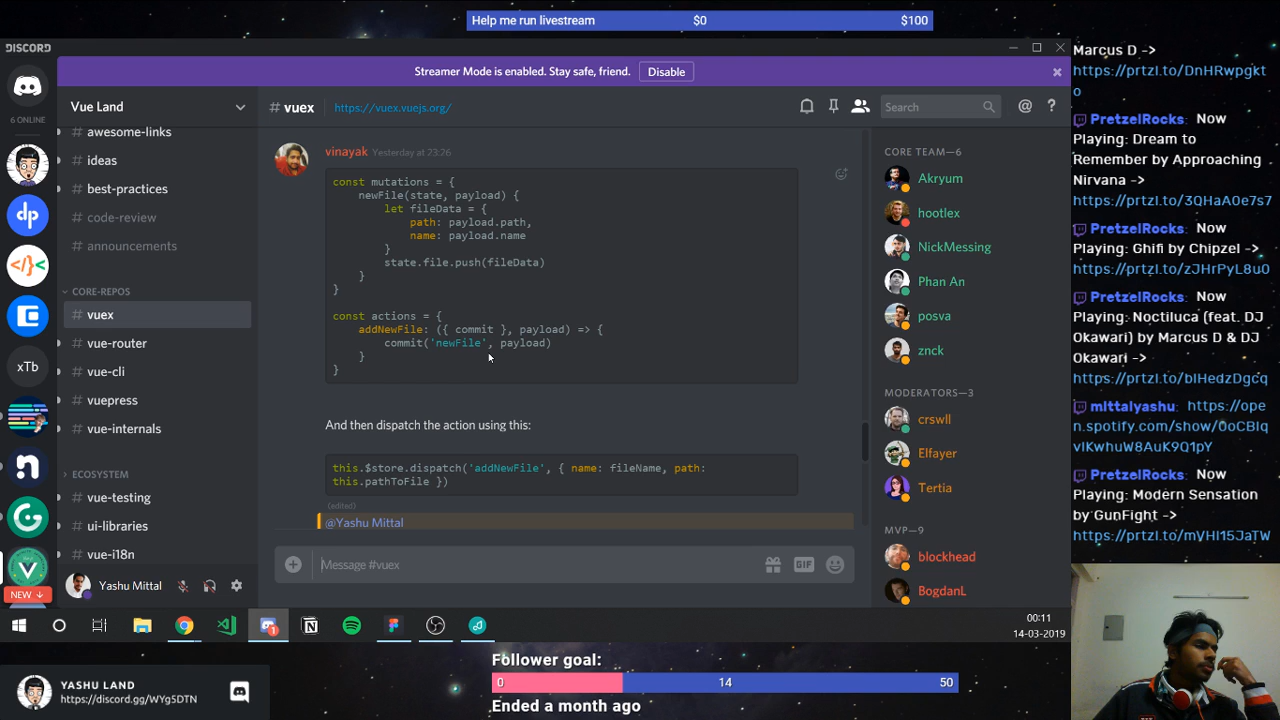 Help me run livestream $0 $100
DISCORD
Streamer Mode is enabled. Stay safe, friend. Disable
Vue Land
# vuex https://vuex.vuejs.org/
Search
6 ONLINE
awesome-links
ideas
best-practices
code-review
announcements
CORE-REPOS
vuex
vue-router
vue-cli
vuepress
vue-internals
ECOSYSTEM
vue-testing
ui-libraries
vue-i18n
dp
xTb
NEW ↓
Yashu Mittal
vinayak Yesterday at 23:26
const mutations = {
newFile(state, payload) {
let fileData = {
path: payload.path,
name: payload.name
}
state.file.push(fileData)
}
}
const actions = {
addNewFile: ({ commit }, payload) => {
commit('newFile', payload)
}
}
And then dispatch the action using this:
this.$store.dispatch('addNewFile', { name: fileName, path:
this.pathToFile })
(edited)
@Yashu Mittal
Message #vuex
GIF
CORE TEAM—6
Akryum
hootlex
NickMessing
Phan An
posva
znck
MODERATORS—3
crswll
Elfayer
Tertia
MVP—9
blockhead
BogdanL
00:11
14-03-2019
Marcus D ->
https://prtzl.to/DnHRwpgkt
o
PretzelRocks: Now
Playing: Dream to
Remember by Approaching
Nirvana ->
https://prtzl.to/3QHaA0e7s7
PretzelRocks: Now
Playing: Ghifi by Chipzel ->
https://prtzl.to/zJHrPyL8u0
PretzelRocks: Now
Playing: Noctiluca (feat. DJ
Okawari) by Marcus D, DJ
Okawari ->
https://prtzl.to/blHedzDgcq
mittalyashu: https://ope
n.spotify.com/show/0oCBlq
PretzelRocks: Now
Playing: Modern Sensation
by GunFight ->
https://prtzl.to/mVHl15JaTW
YASHU LAND
https://discord.gg/WYg5DTN
Follower goal:
0 14 50
Ended a month ago